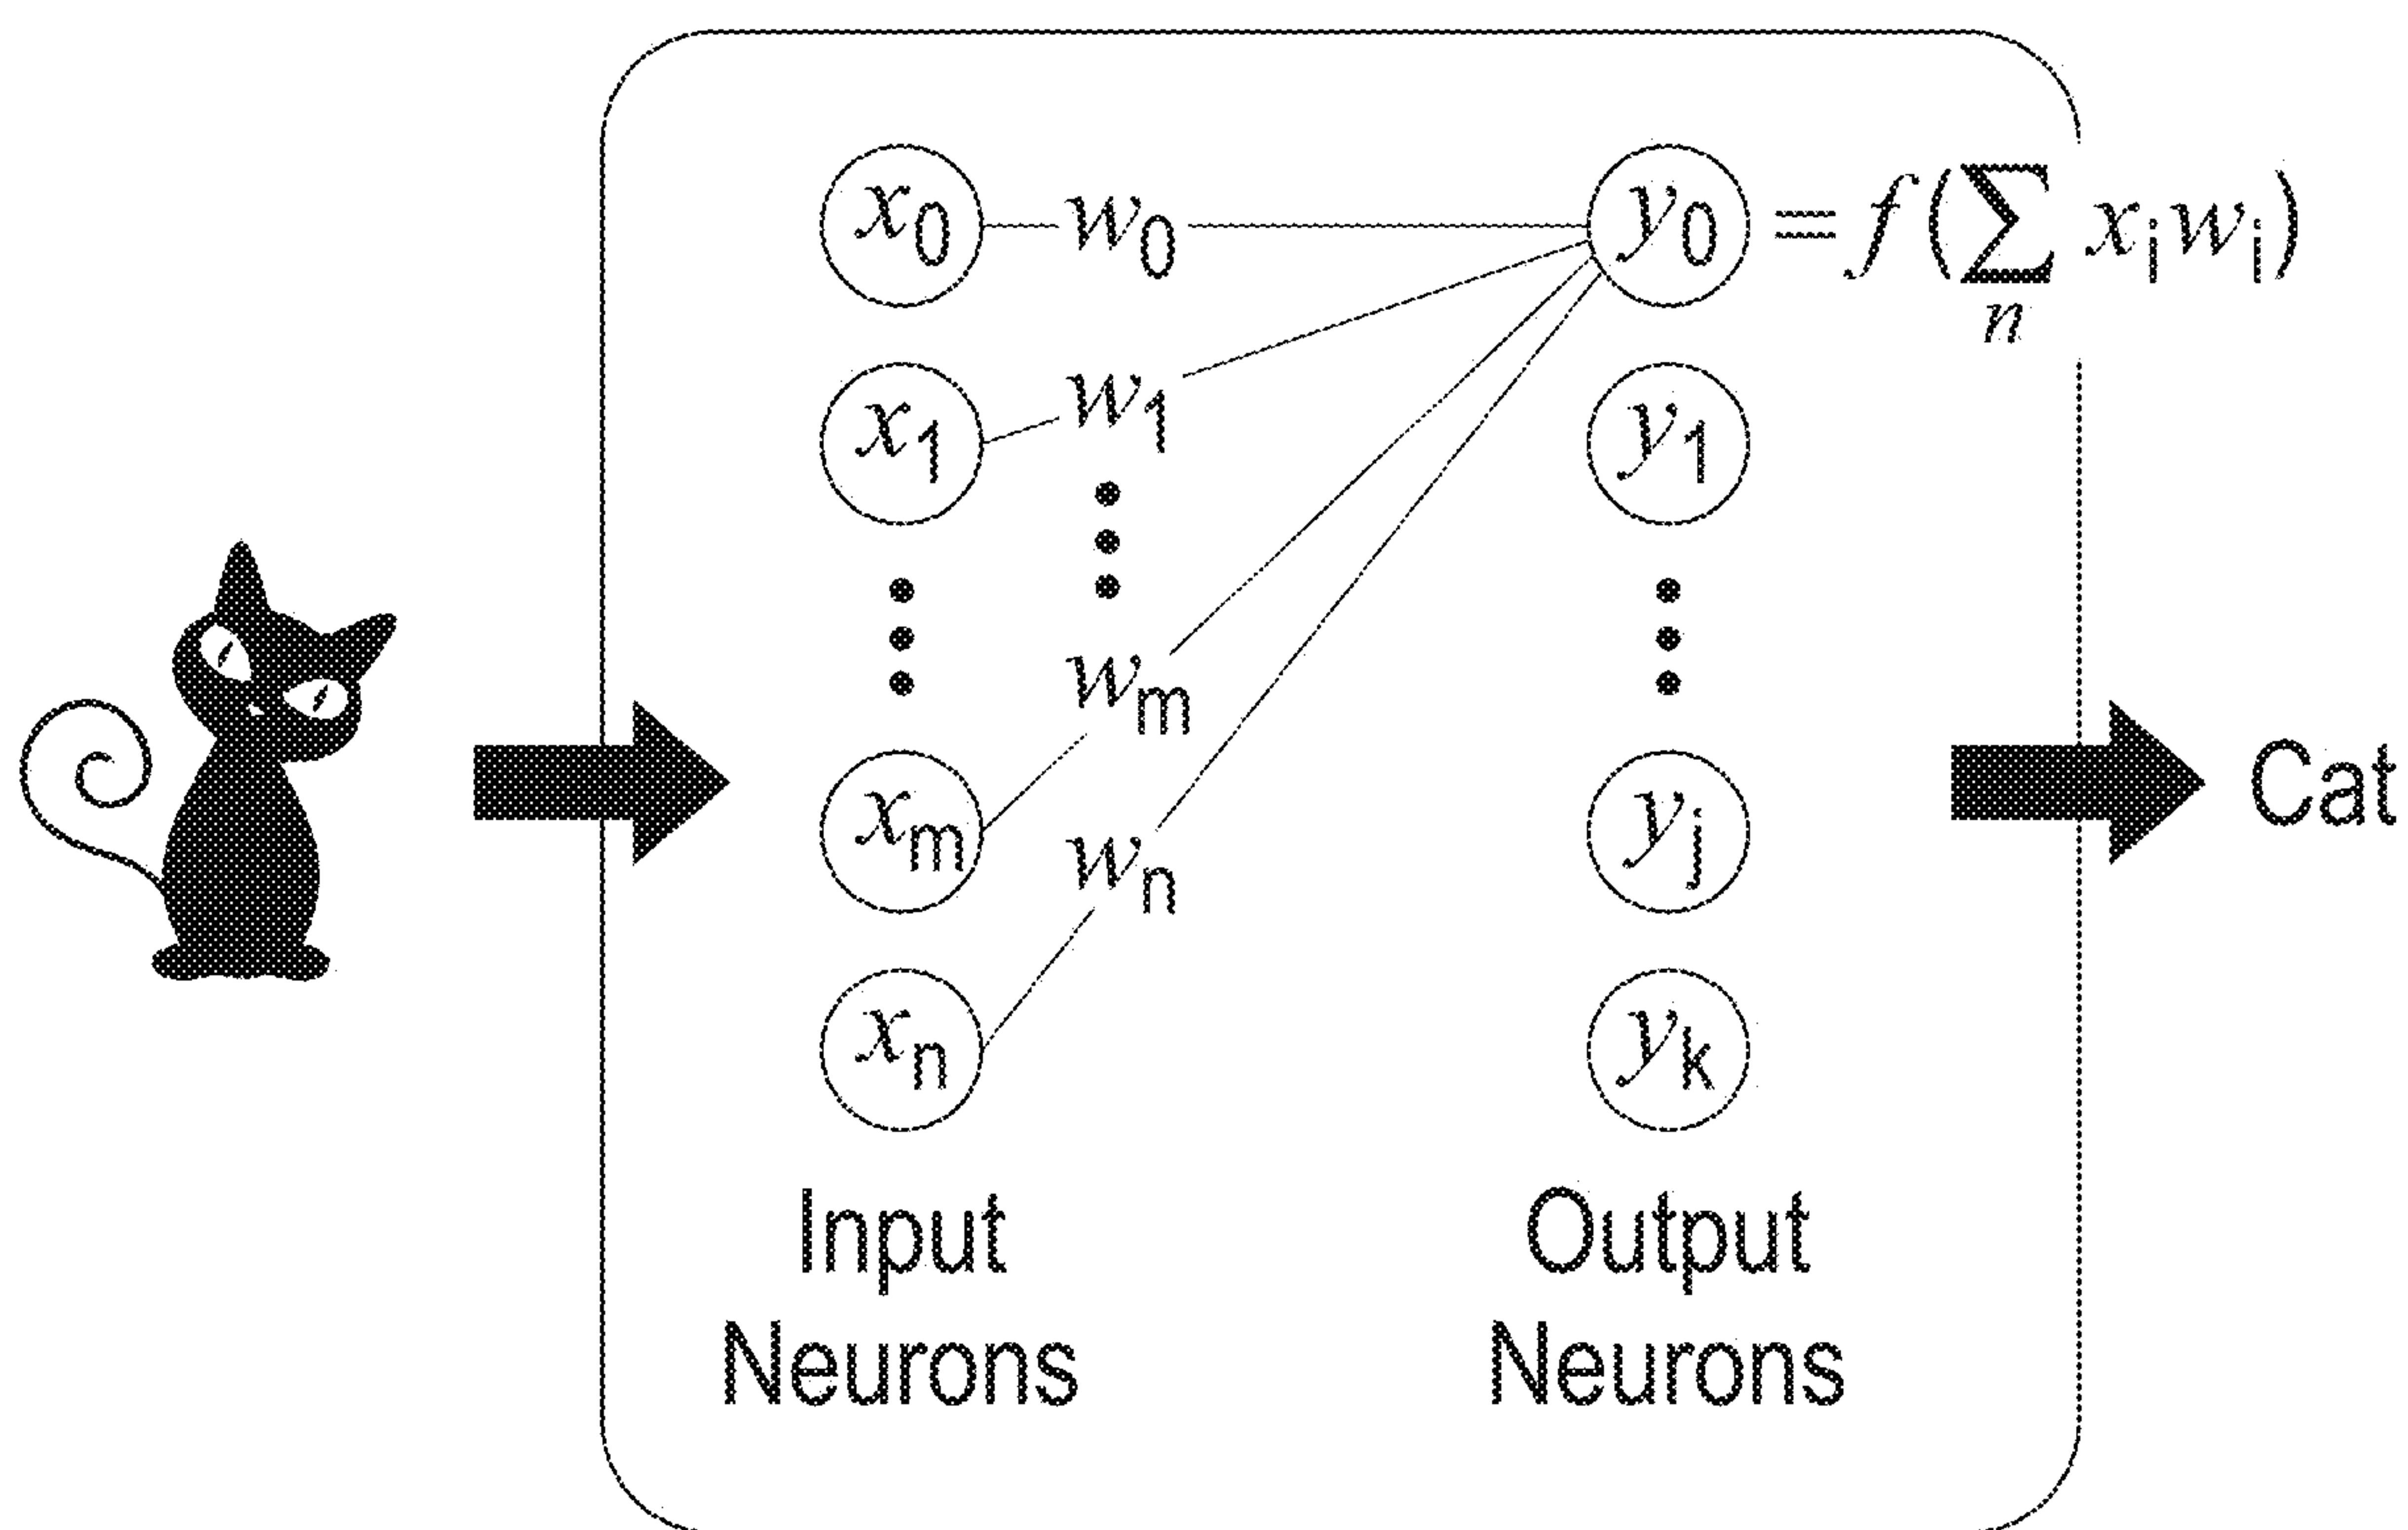 x0 w0 y0 = f(∑ xiwi)
n
x1 w1 y1
wm
xm yj
wn
Cat
xn yk
Input Neurons
Output Neurons